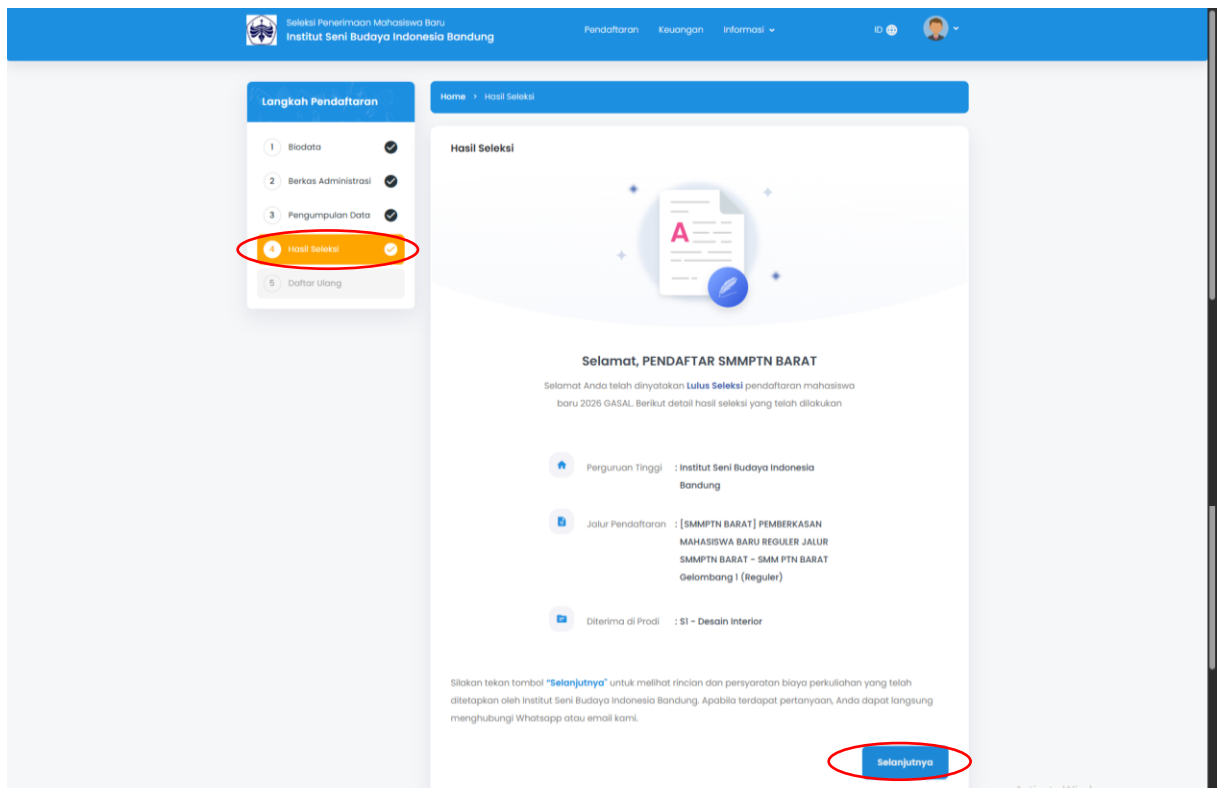 Seleksi Penerimaan Mahasiswa Baru
Institut Seni Budaya Indonesia Bandung
Pendaftaran Keuangan Informasi ID
Langkah Pendaftaran
1 Biodata
2 Berkas Administrasi
3 Pengumpulan Data
4 Hasil Seleksi
5 Daftar Ulang
Home > Hasil Seleksi
Hasil Seleksi
A
Selamat, PENDAFTAR SMMPTN BARAT
Selamat Anda telah dinyatakan Lulus Seleksi pendaftaran mahasiswa
baru 2026 GASAL. Berikut detail hasil seleksi yang telah dilakukan
Perguruan Tinggi : Institut Seni Budaya Indonesia
Bandung
Jalur Pendaftaran : [SMMPTN BARAT] PEMBERKASAN
MAHASISWA BARU REGULER JALUR
SMMPTN BARAT - SMM PTN BARAT
Gelombang I (Reguler)
Diterima di Prodi : S1 - Desain Interior
Silakan tekan tombol "Selanjutnya" untuk melihat rincian dan persyaratan biaya perkuliahan yang telah
ditetapkan oleh Institut Seni Budaya Indonesia Bandung. Apabila terdapat pertanyaan, Anda dapat langsung
menghubungi Whatsapp atau email kami.
Selanjutnya